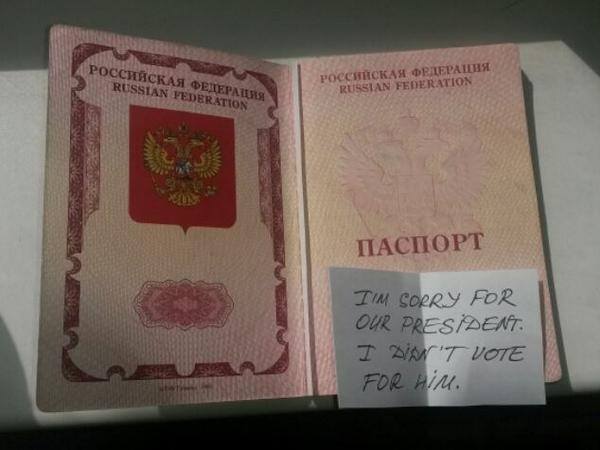 РОССИЙСКАЯ ФЕДЕРАЦИЯ
RUSSIAN FEDERATION
РОССИЙСКАЯ ФЕДЕРАЦИЯ
RUSSIAN FEDERATION
ПАСПОРТ
I'M SORRY FOR
OUR PRESIDENT.
I DIDN'T VOTE
FOR HIM.